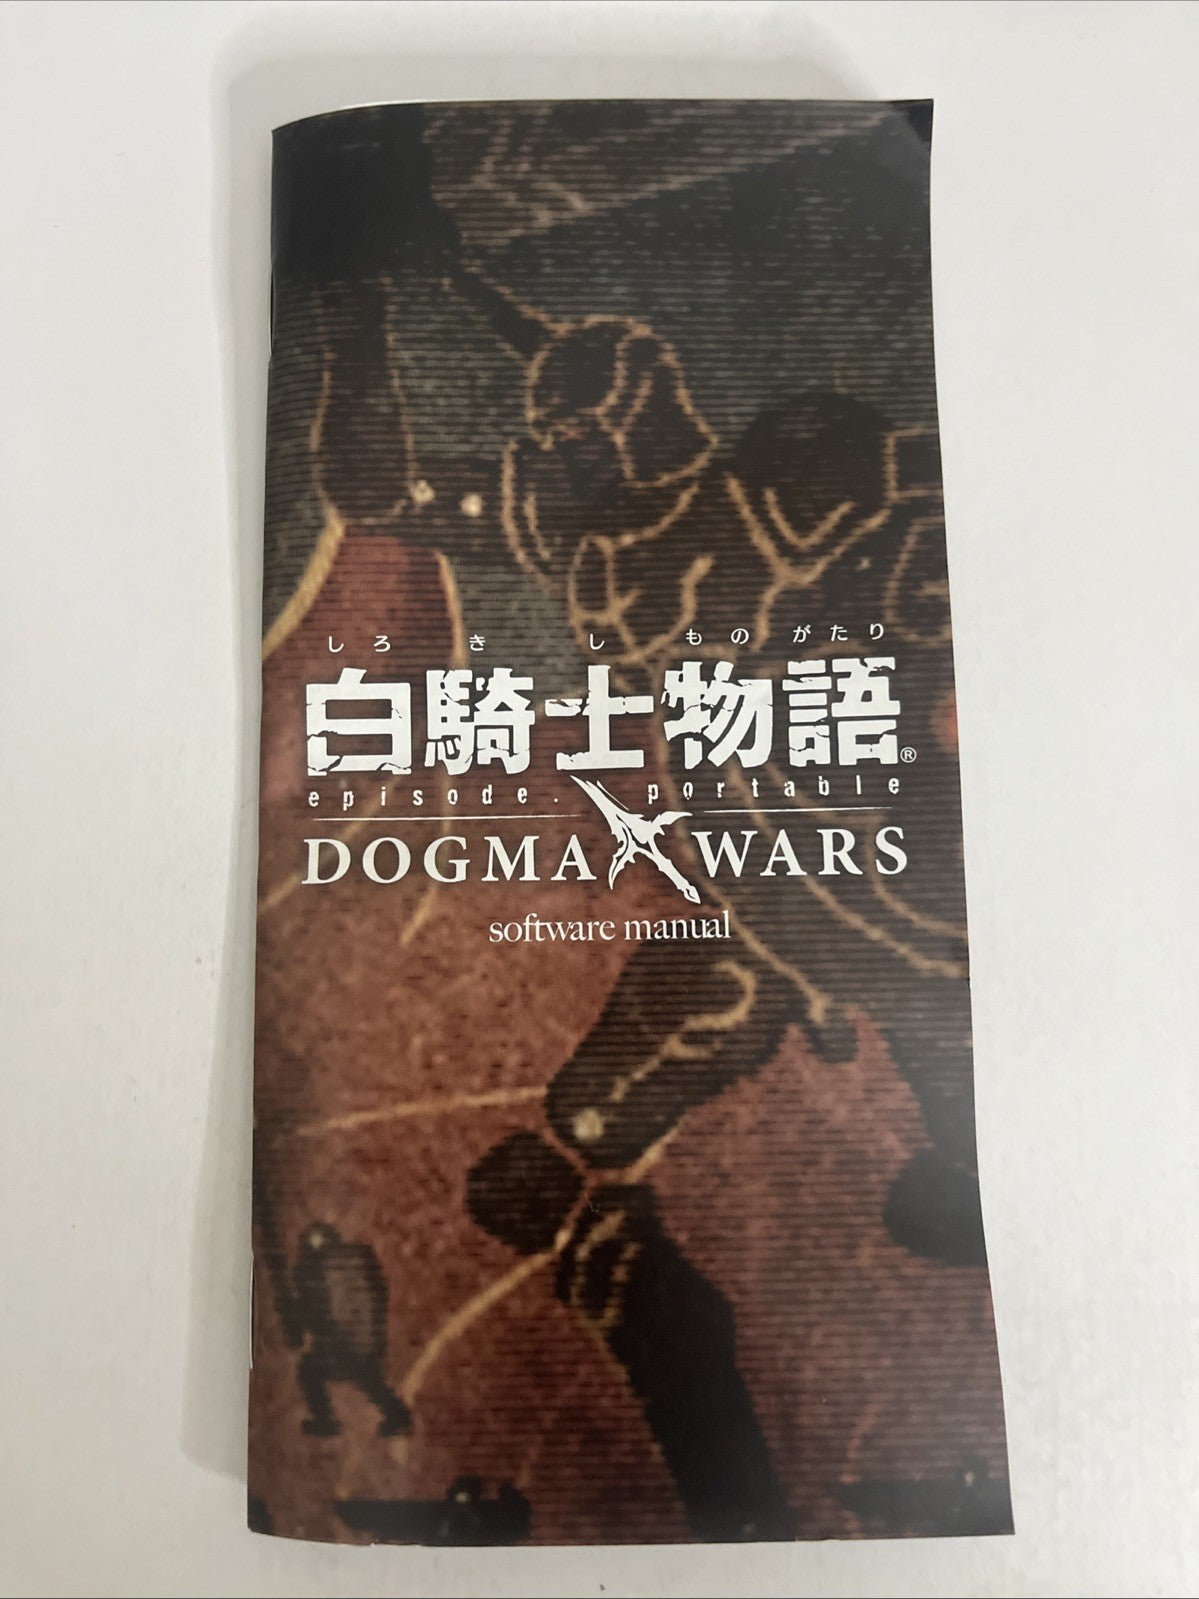 しろ き し もの がたり
白騎士物語®
episode. portable
DOGMA WARS
software manual